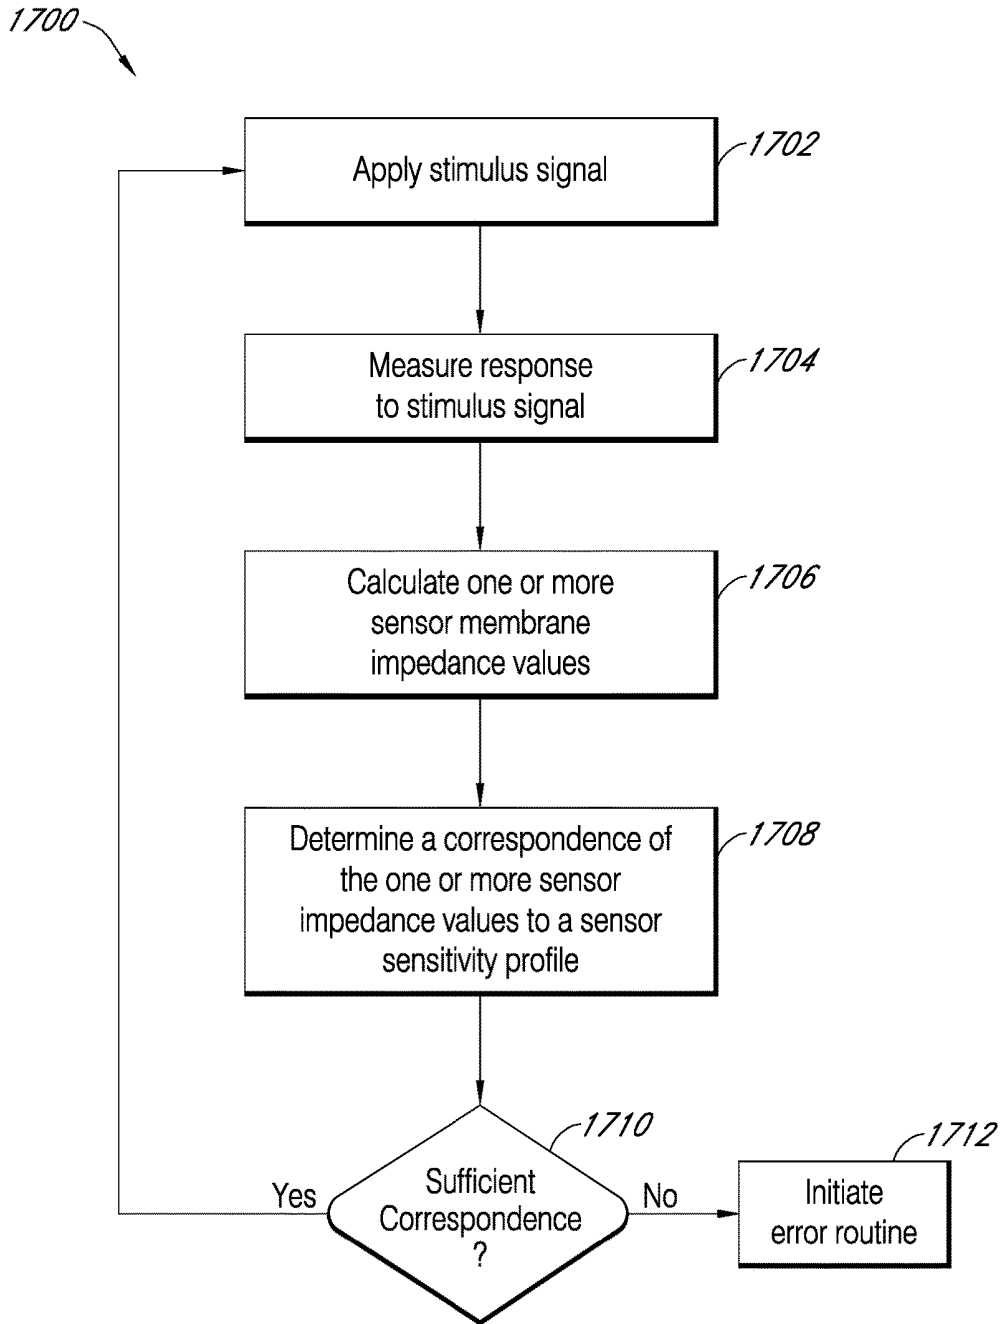 1700
Apply stimulus signal
1702
Measure response
to stimulus signal
1704
Calculate one or more
sensor membrane
impedance values
1706
Determine a correspondence of
the one or more sensor
impedance values to a sensor
sensitivity profile
1708
1710
Sufficient
Correspondence
?
Yes
No
1712
Initiate
error routine